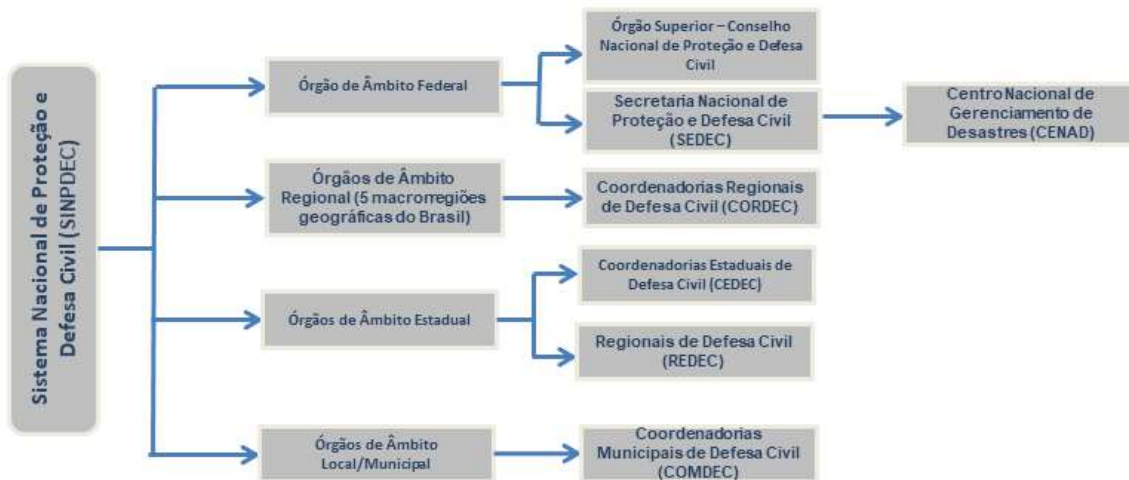 Sistema Nacional de Proteção e
Defesa Civil (SINPDEC)
Órgão de Âmbito Federal
Órgão Superior – Conselho
Nacional de Proteção e Defesa
Civil
Secretaria Nacional de
Proteção e Defesa Civil
(SEDEC)
Centro Nacional de
Gerenciamento de
Desastres (CENAD)
Órgãos de Âmbito
Regional (5 macrorregiões
geográficas do Brasil)
Coordenadorias Regionais
de Defesa Civil (CORDEC)
Órgãos de Âmbito Estadual
Coordenadorias Estaduais de
Defesa Civil (CEDEC)
Regionais de Defesa Civil
(REDEC)
Órgãos de Âmbito
Local/Municipal
Coordenadorias
Municipais de Defesa Civil
(COMDEC)